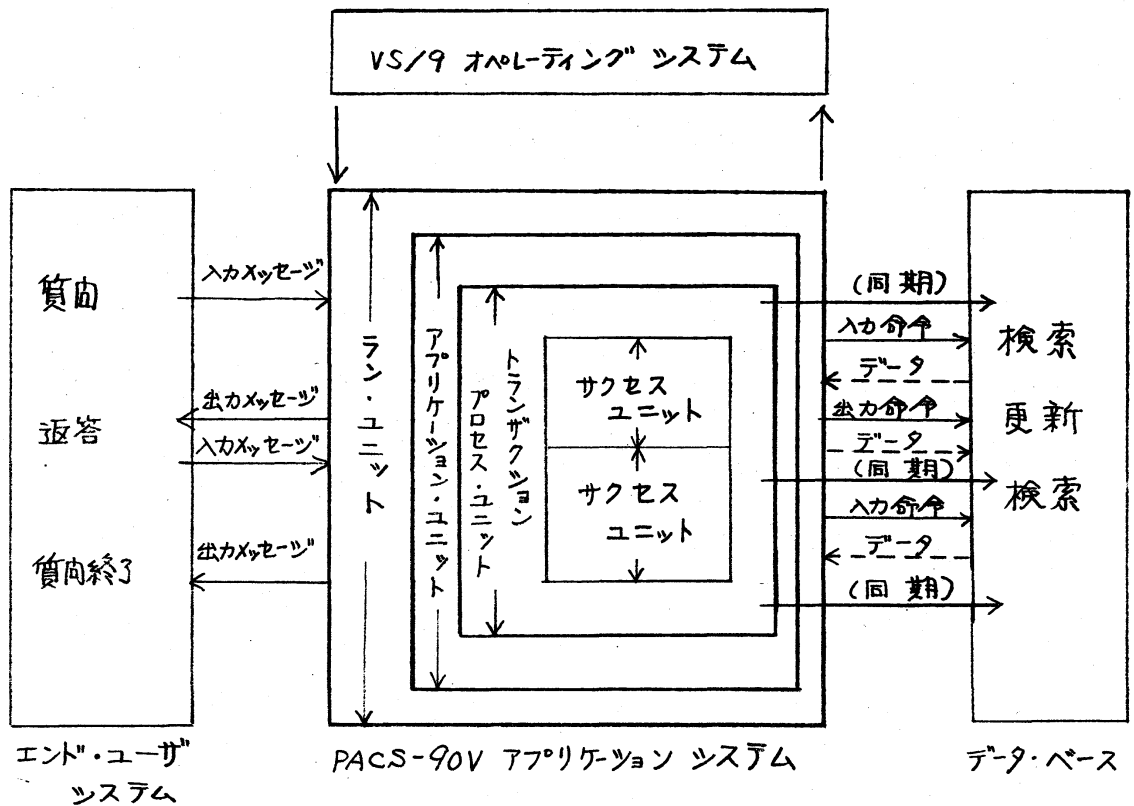 VS/9 オペレーティング システム
質向
返答
質向終了
入力メッセージ
出力メッセージ
入力メッセージ
出力メッセージ
ラン・ユニット
アプリケーション・ユニット
トランザクション
プロセス・ユニット
サクセス
ユニット
サクセス
ユニット
(同期)
入力命令
データ
出力命令
データ
(同期)
入力命令
データ
(同期)
検索
更新
検索
エンド・ユーザ
システム
PACS-90V アプリケーション システム
データ・ベース